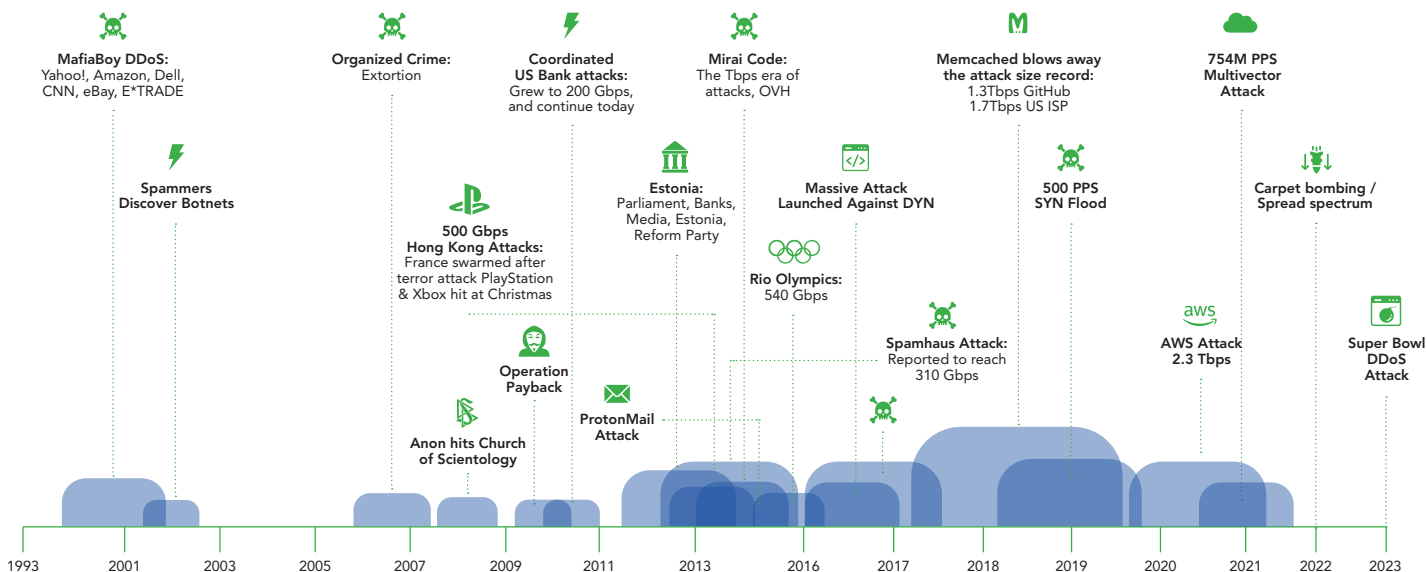 MafiaBoy DDoS:
Yahoo!, Amazon, Dell,
CNN, eBay, E*TRADE
Organized Crime:
Extortion
Coordinated
US Bank attacks:
Grew to 200 Gbps,
and continue today
Mirai Code:
The Tbps era of
attacks, OVH
Memcached blows away
the attack size record:
1.3Tbps GitHub
1.7Tbps US ISP
754M PPS
Multivector
Attack
Spammers
Discover Botnets
500 Gbps
Hong Kong Attacks:
France swarmed after
terror attack PlayStation
& Xbox hit at Christmas
Estonia:
Parliament, Banks,
Media, Estonia,
Reform Party
Massive Attack
Launched Against DYN
500 PPS
SYN Flood
Carpet bombing /
Spread spectrum
Rio Olympics:
540 Gbps
Operation
Payback
Spamhaus Attack:
Reported to reach
310 Gbps
aws
AWS Attack
2.3 Tbps
Super Bowl
DDoS
Attack
Anon hits Church
of Scientology
ProtonMail
Attack
1993
2001
2003
2005
2007
2009
2011
2013
2016
2017
2018
2019
2020
2021
2022
2023